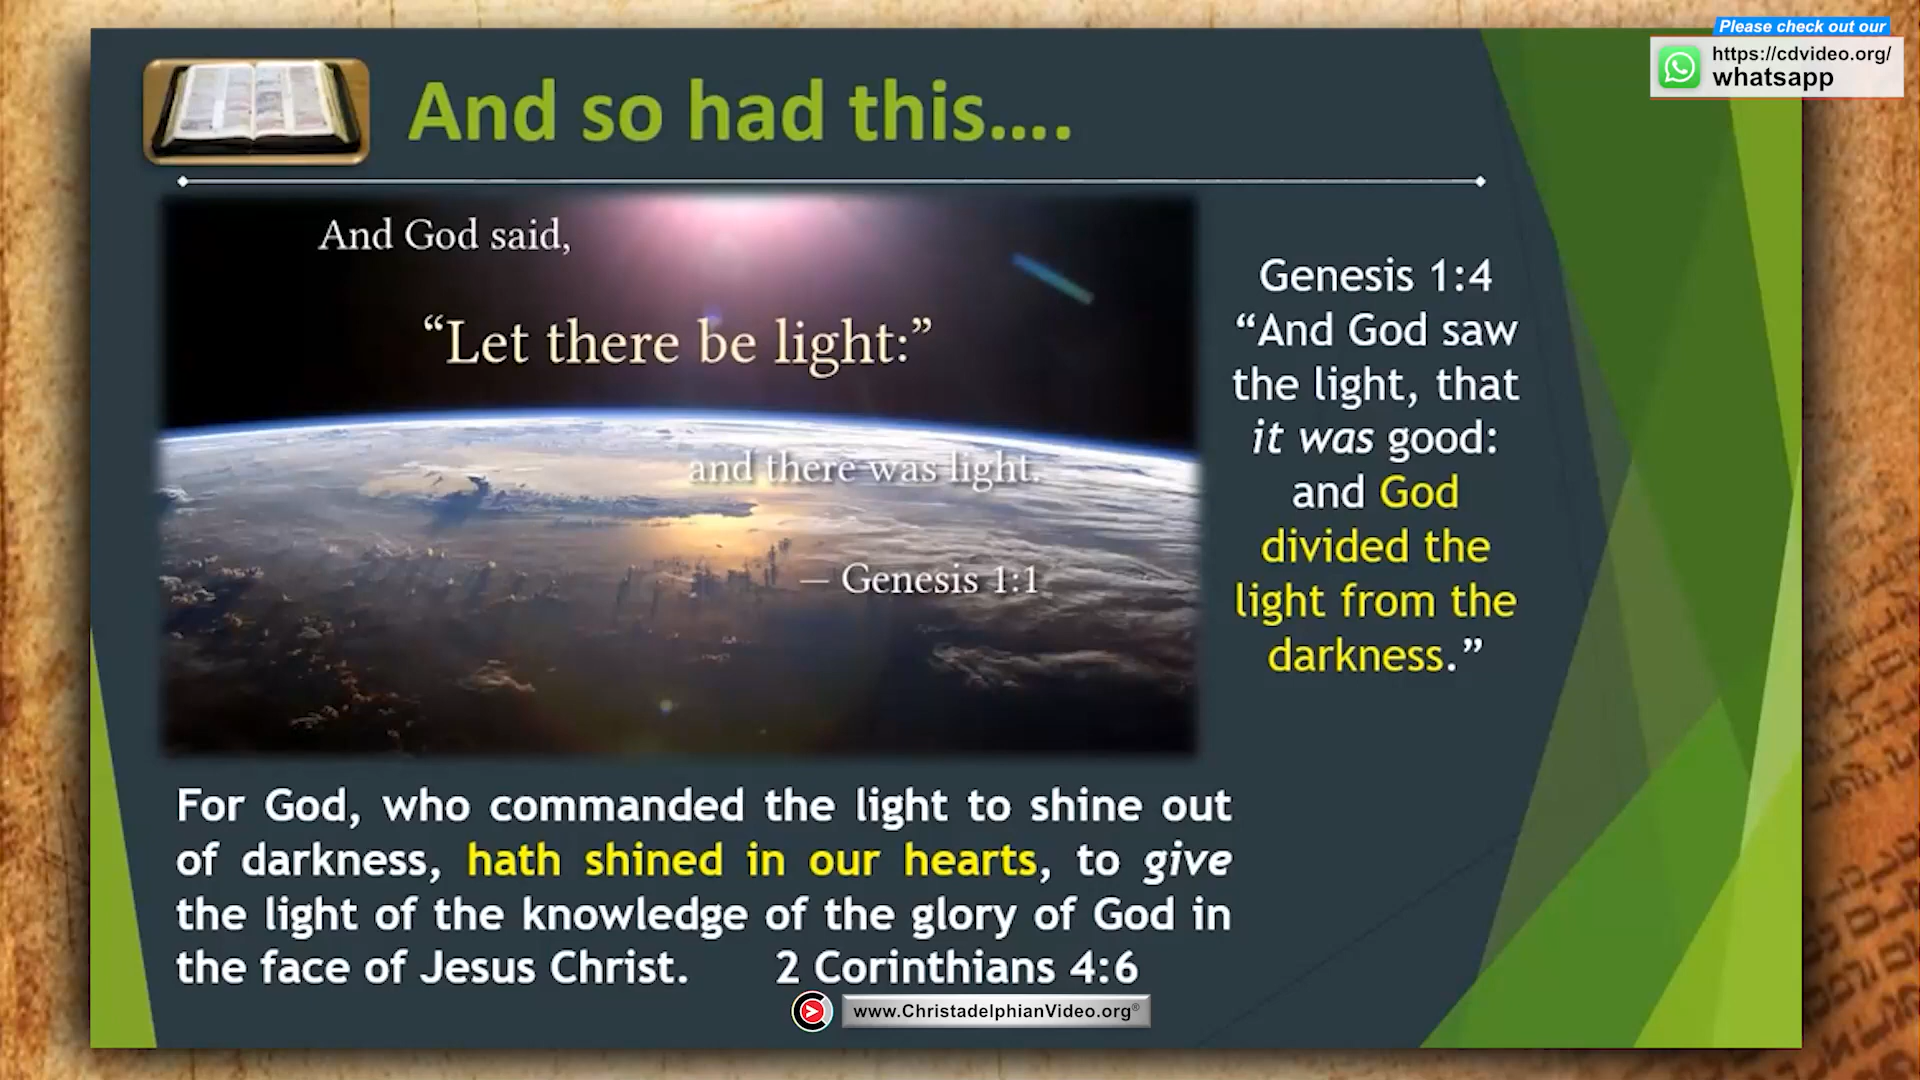 Please check out our
https://cdvideo.org/
whatsapp
And so had this....
And God said,
“Let there be light:”
and there was light.
— Genesis 1:1
Genesis 1:4
“And God saw
the light, that
it was good:
and God
divided the
light from the
darkness.”
For God, who commanded the light to shine out
of darkness, hath shined in our hearts, to give
the light of the knowledge of the glory of God in
the face of Jesus Christ. 2 Corinthians 4:6
www.ChristadelphianVideo.org®